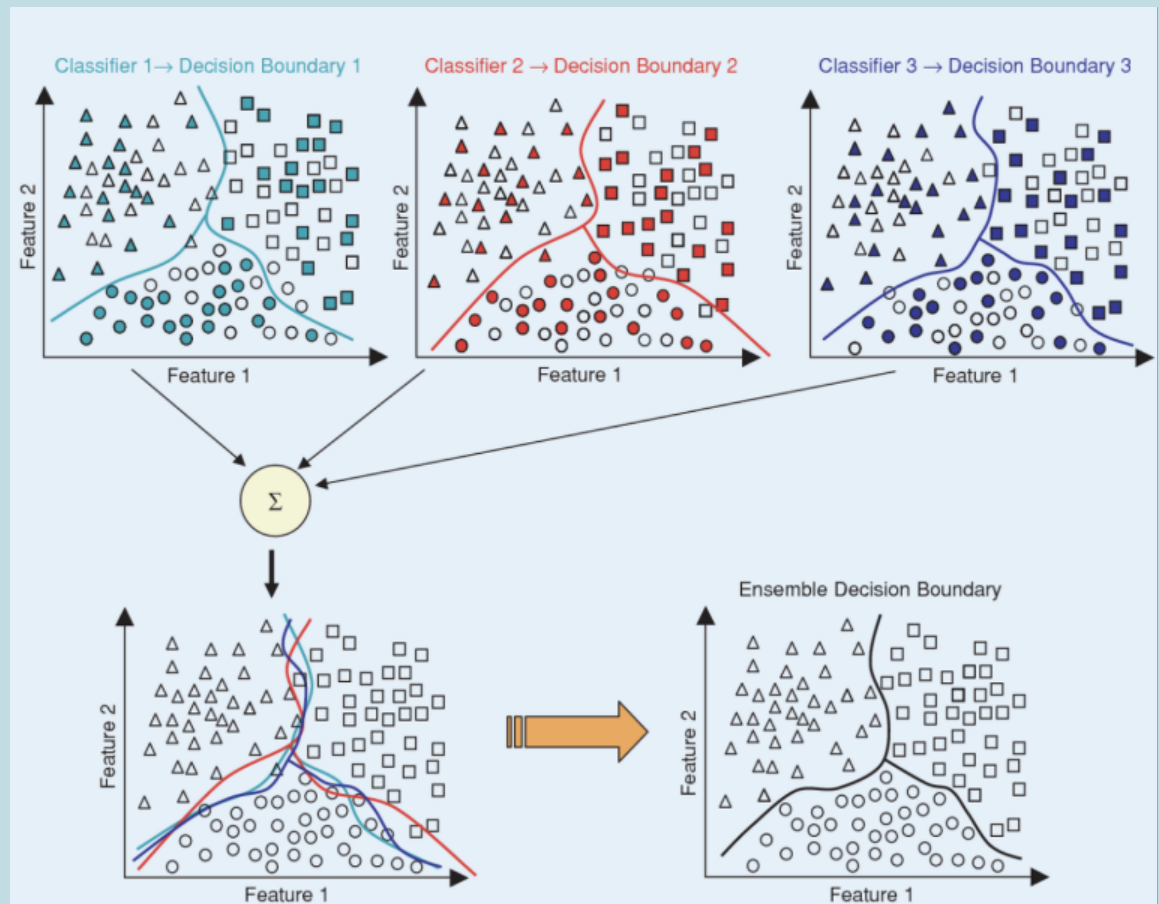 Classifier 1→ Decision Boundary 1
Classifier 2 → Decision Boundary 2
Classifier 3 → Decision Boundary 3
Feature 2
Feature 2
Feature 2
Feature 1
Feature 1
Feature 1
Σ
Ensemble Decision Boundary
Feature 2
Feature 2
Feature 1
Feature 1